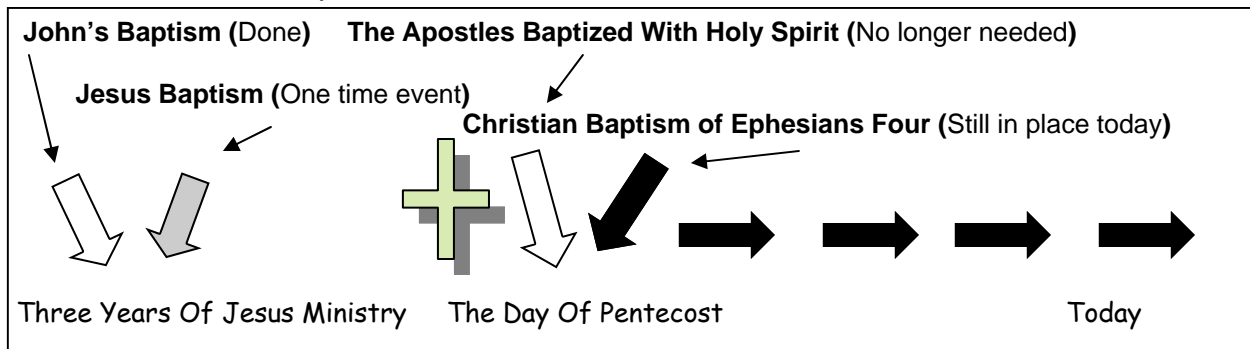 John’s Baptism (Done) The Apostles Baptized With Holy Spirit (No longer needed)
Jesus Baptism (One time event)
Christian Baptism of Ephesians Four (Still in place today)
Three Years Of Jesus Ministry The Day Of Pentecost Today